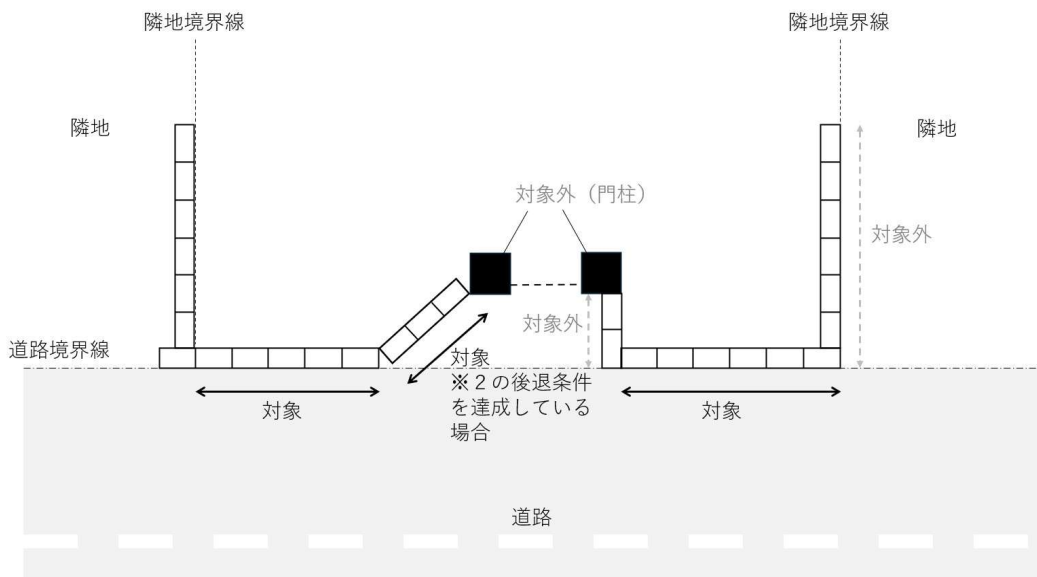 隣地境界線
隣地境界線
隣地
隣地
対象外（門柱）
対象外
対象外
道路境界線
対象
※２の後退条件
を達成している
場合
対象
対象
道路